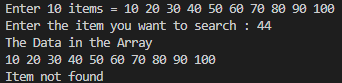 Enter 10 items = 10 20 30 40 50 60 70 80 90 100
Enter the item you want to search : 44
The Data in the Array
10 20 30 40 50 60 70 80 90 100
Item not found